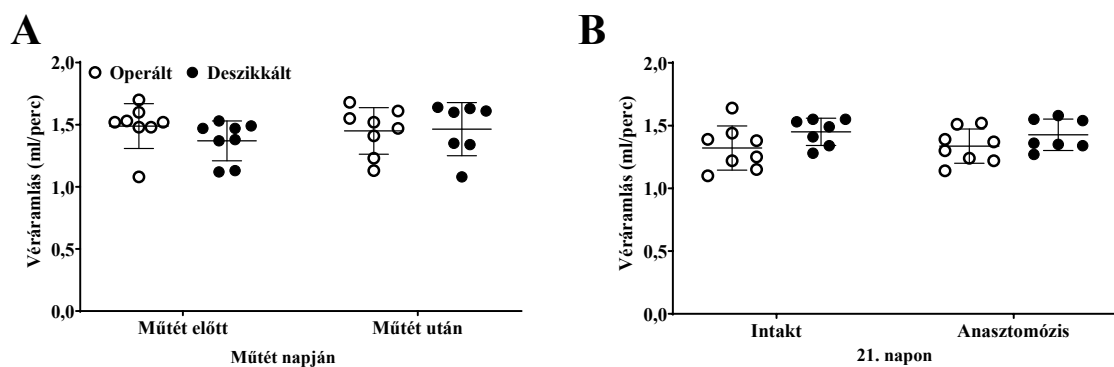 A
Véráramlás (ml/perc)
2,0
1,5
1,0
0,5
0,0
Operált
Deszikkált
Műtét előtt
Műtét után
Műtét napján
B
Véráramlás (ml/perc)
2,0
1,5
1,0
0,5
0,0
Intakt
Anasztomózis
21. napon